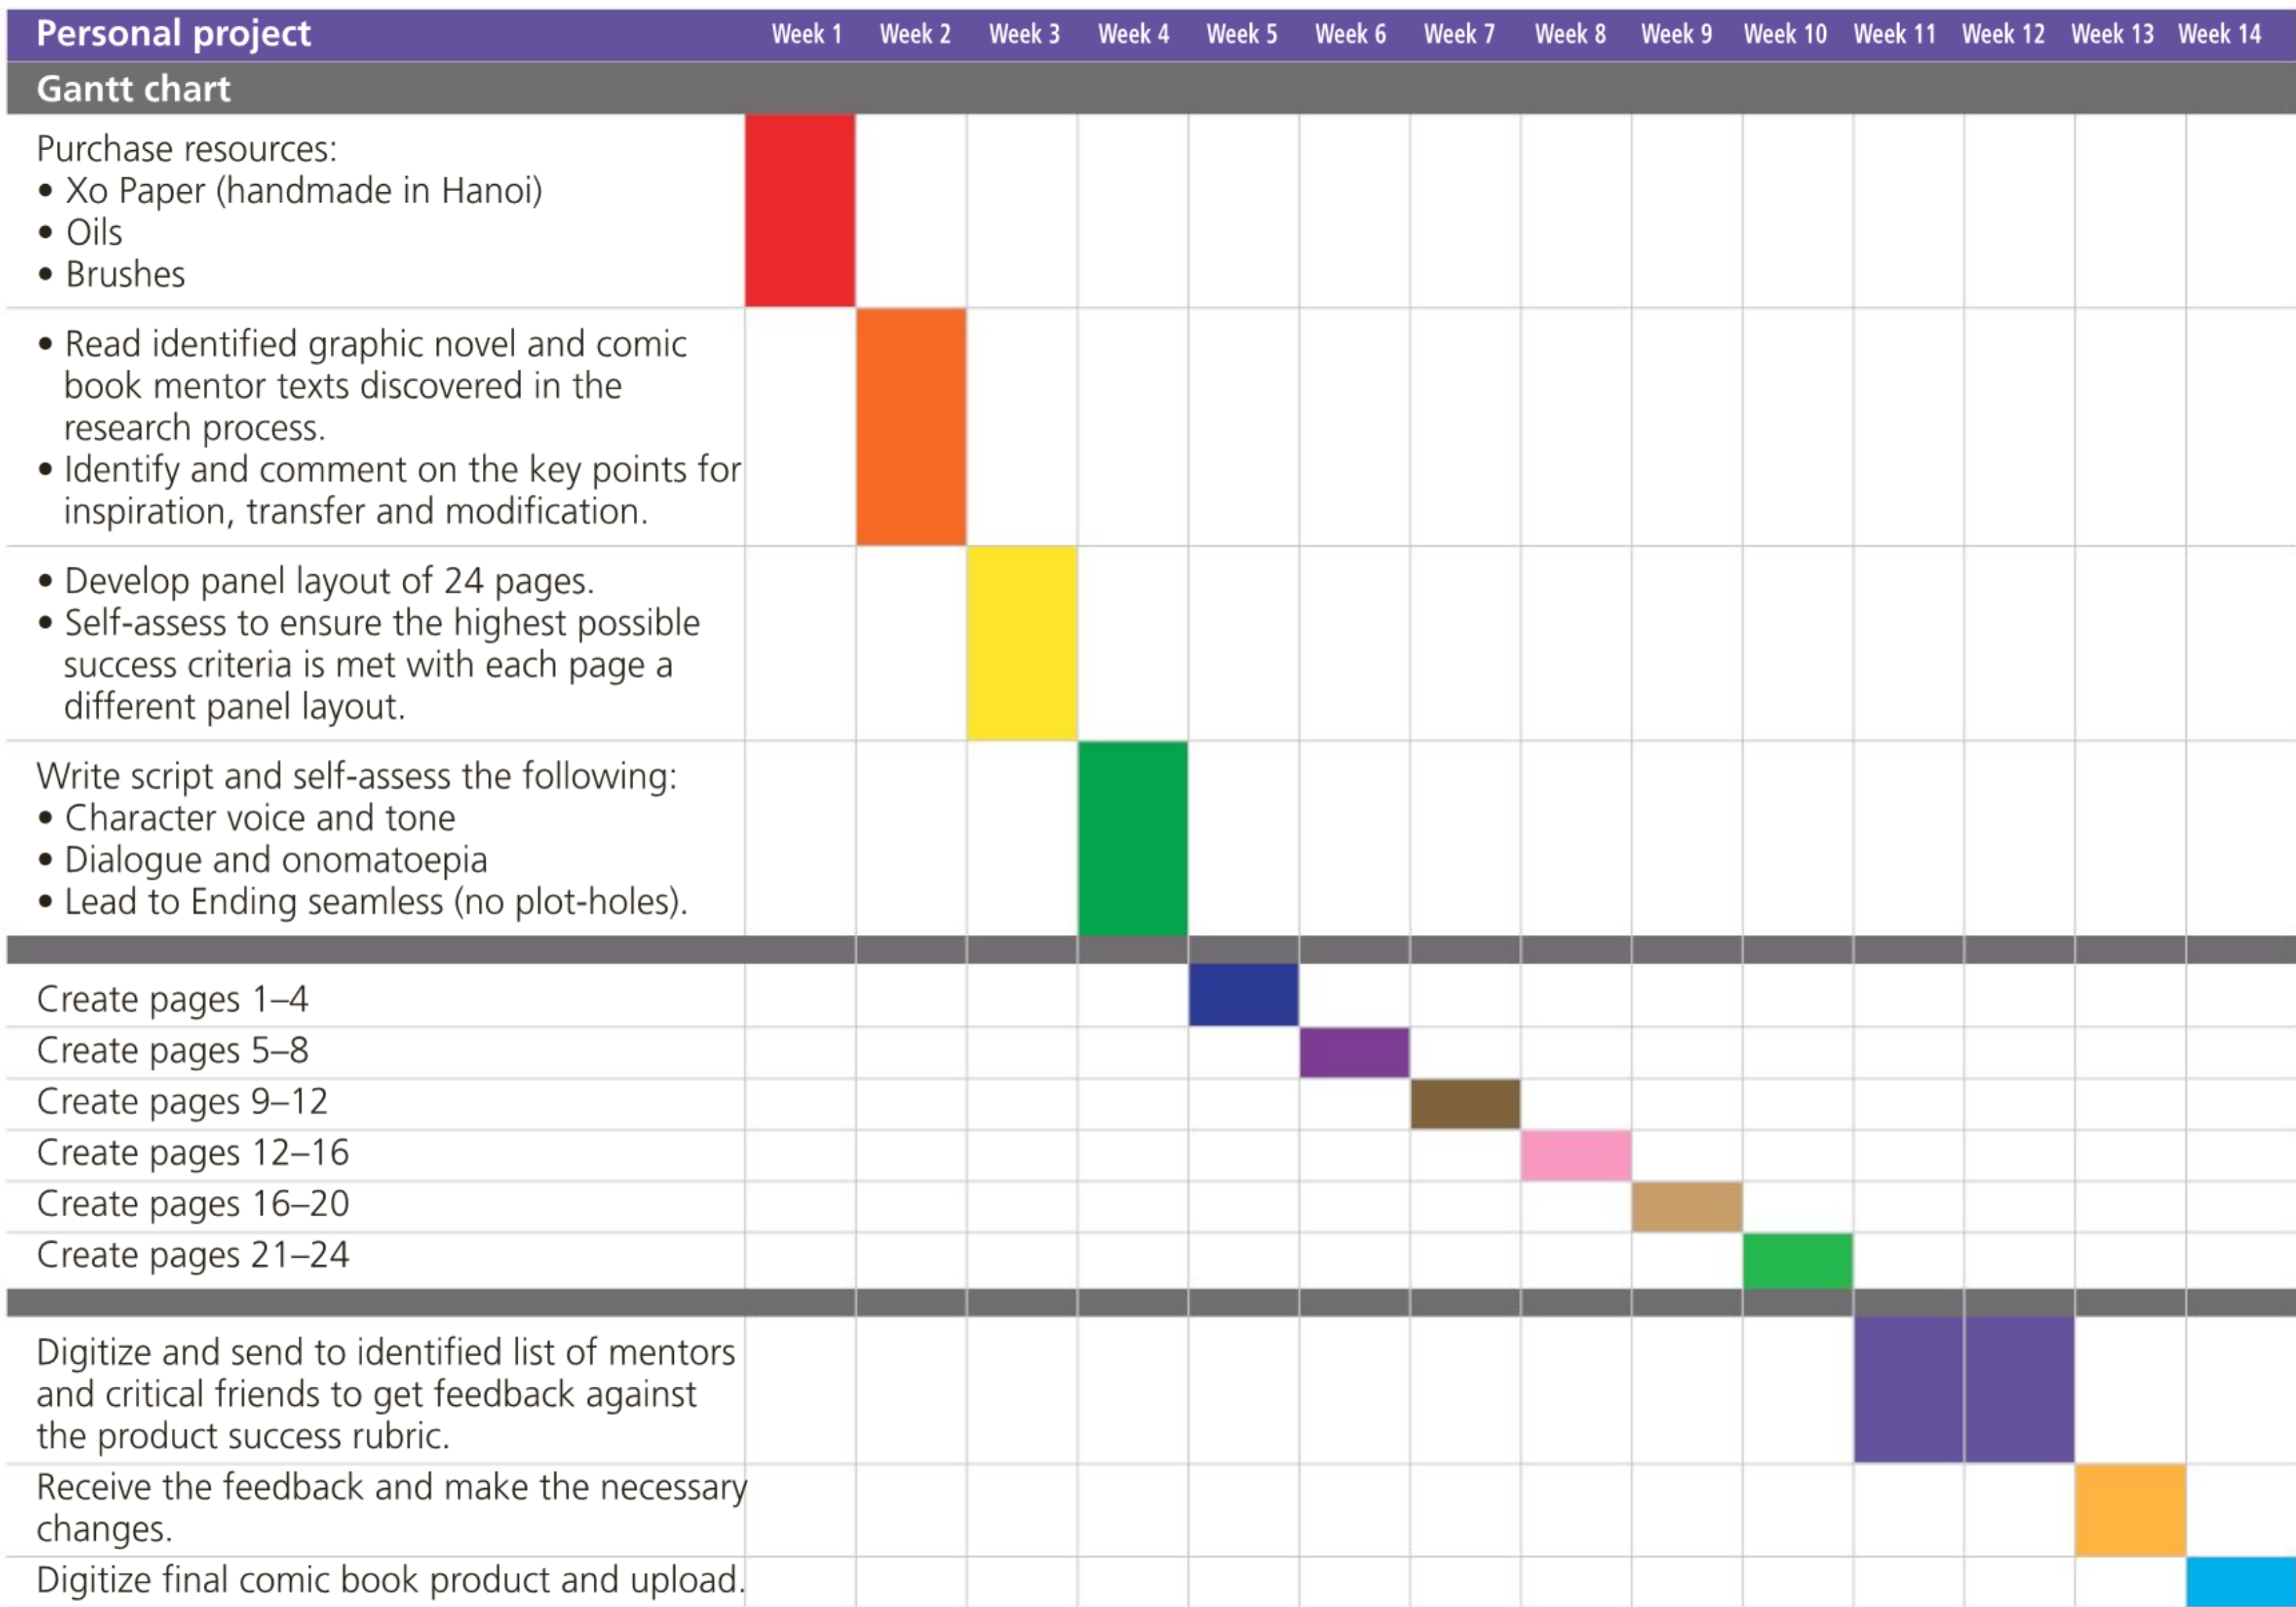 Personal project Week 1 Week 2 Week 3 Week 4 Week 5 Week 6 Week 7 Week 8 Week 9 Week 10 Week 11 Week 12 Week 13 Week 14
Gantt chart
Purchase resources:
• Xo Paper (handmade in Hanoi)
• Oils
• Brushes
• Read identified graphic novel and comic
book mentor texts discovered in the
research process.
• Identify and comment on the key points for
inspiration, transfer and modification.
• Develop panel layout of 24 pages.
• Self-assess to ensure the highest possible
success criteria is met with each page a
different panel layout.
Write script and self-assess the following:
• Character voice and tone
• Dialogue and onomatoepia
• Lead to Ending seamless (no plot-holes).
Create pages 1–4
Create pages 5–8
Create pages 9–12
Create pages 12–16
Create pages 16–20
Create pages 21–24
Digitize and send to identified list of mentors
and critical friends to get feedback against
the product success rubric.
Receive the feedback and make the necessary
changes.
Digitize final comic book product and upload.